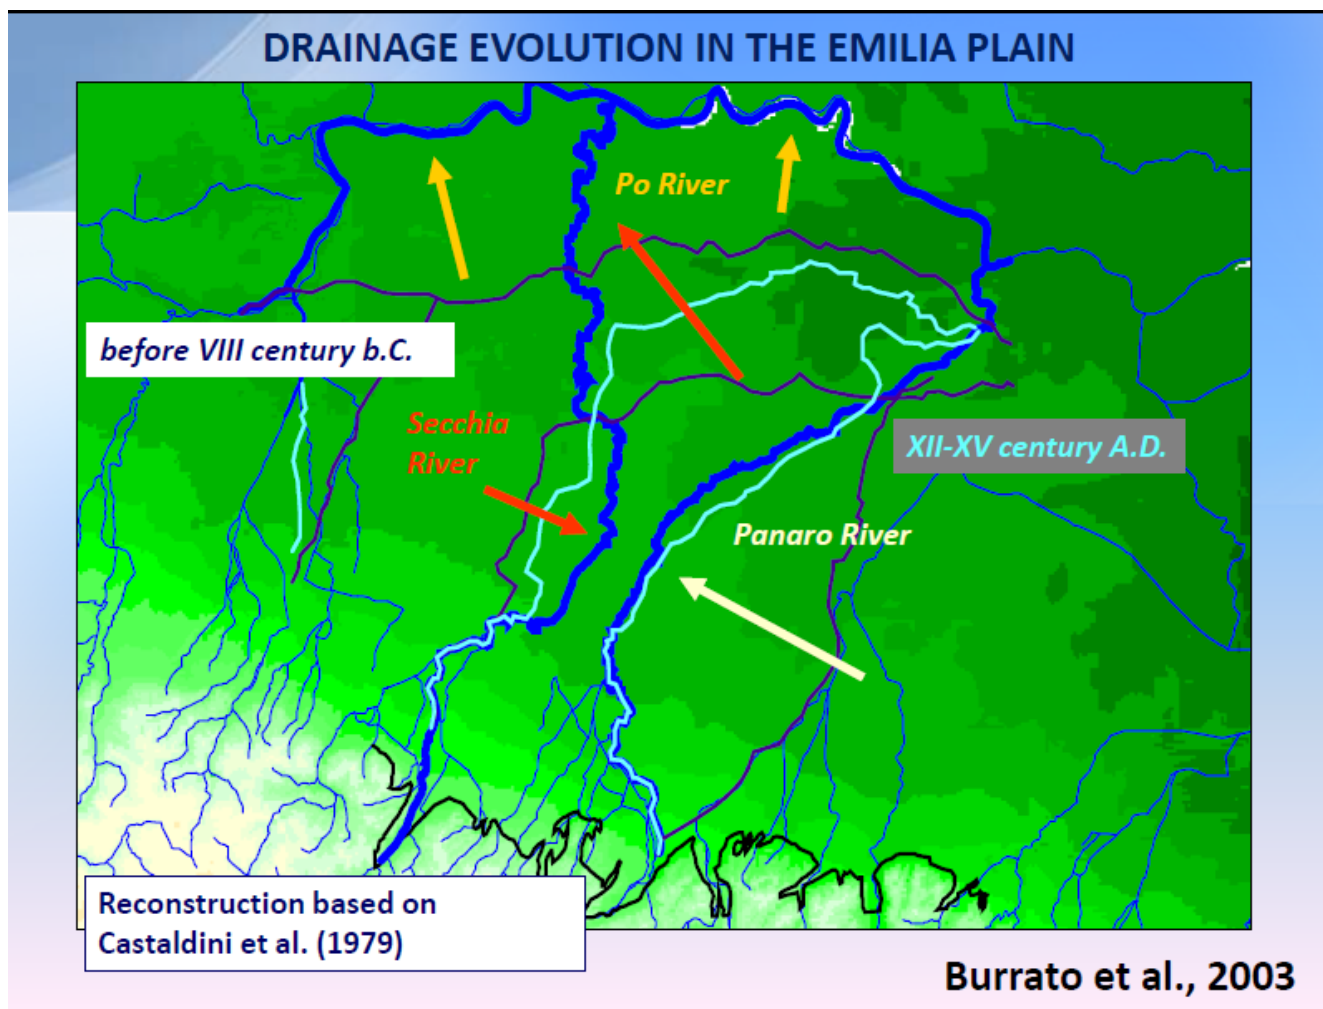 DRAINAGE EVOLUTION IN THE EMILIA PLAIN
Po River
before VIII century b.C.
Secchia
River
XII-XV century A.D.
Panaro River
Reconstruction based on
Castaldini et al. (1979)
Burrato et al., 2003